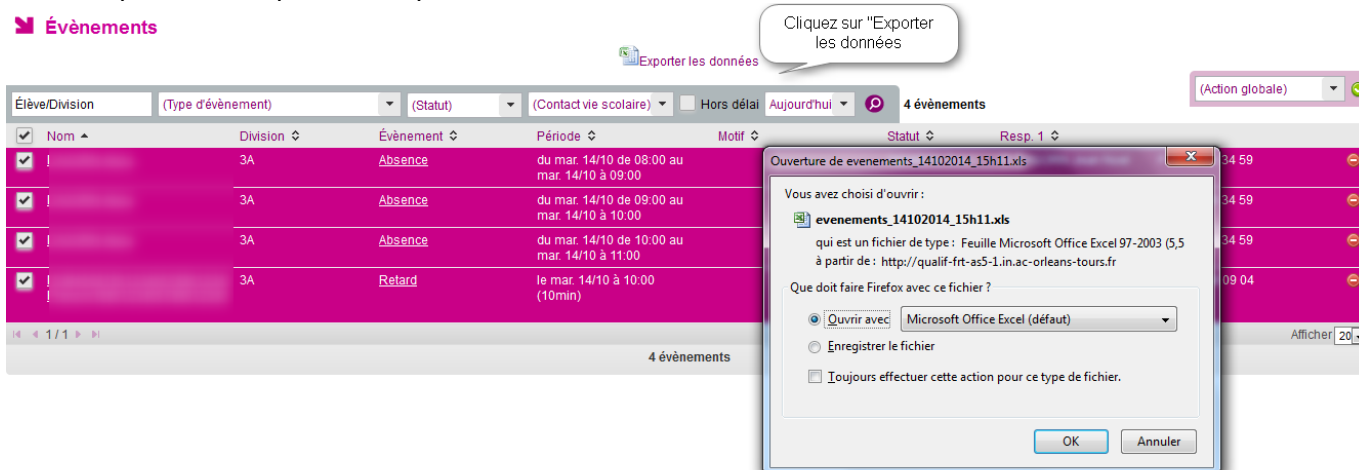 Évènements
Cliquez sur "Exporter
les données
Exporter les données
(Action globale)
Élève/Division (Type d'évènement) (Statut) (Contact vie scolaire) Hors délai Aujourd'hui 4 évènements
Nom Division Évènement Période Motif Statut Resp. 1
3A Absence du mar. 14/10 de 08:00 au 34 59
mar. 14/10 à 09:00
3A Absence du mar. 14/10 de 09:00 au 34 59
mar. 14/10 à 10:00
3A Absence du mar. 14/10 de 10:00 au 34 59
mar. 14/10 à 11:00
3A Retard le mar. 14/10 à 10:00 09 04
(10min)
1/1 Afficher 20
4 évènements
Ouverture de evenements_14102014_15h11.xls
Vous avez choisi d'ouvrir :
evenements_14102014_15h11.xls
qui est un fichier de type : Feuille Microsoft Office Excel 97-2003 (5,5
à partir de : http://qualif-frt-as5-1.in.ac-orleans-tours.fr
Que doit faire Firefox avec ce fichier ?
Ouvrir avec Microsoft Office Excel (défaut)
Enregistrer le fichier
Toujours effectuer cette action pour ce type de fichier.
OK Annuler